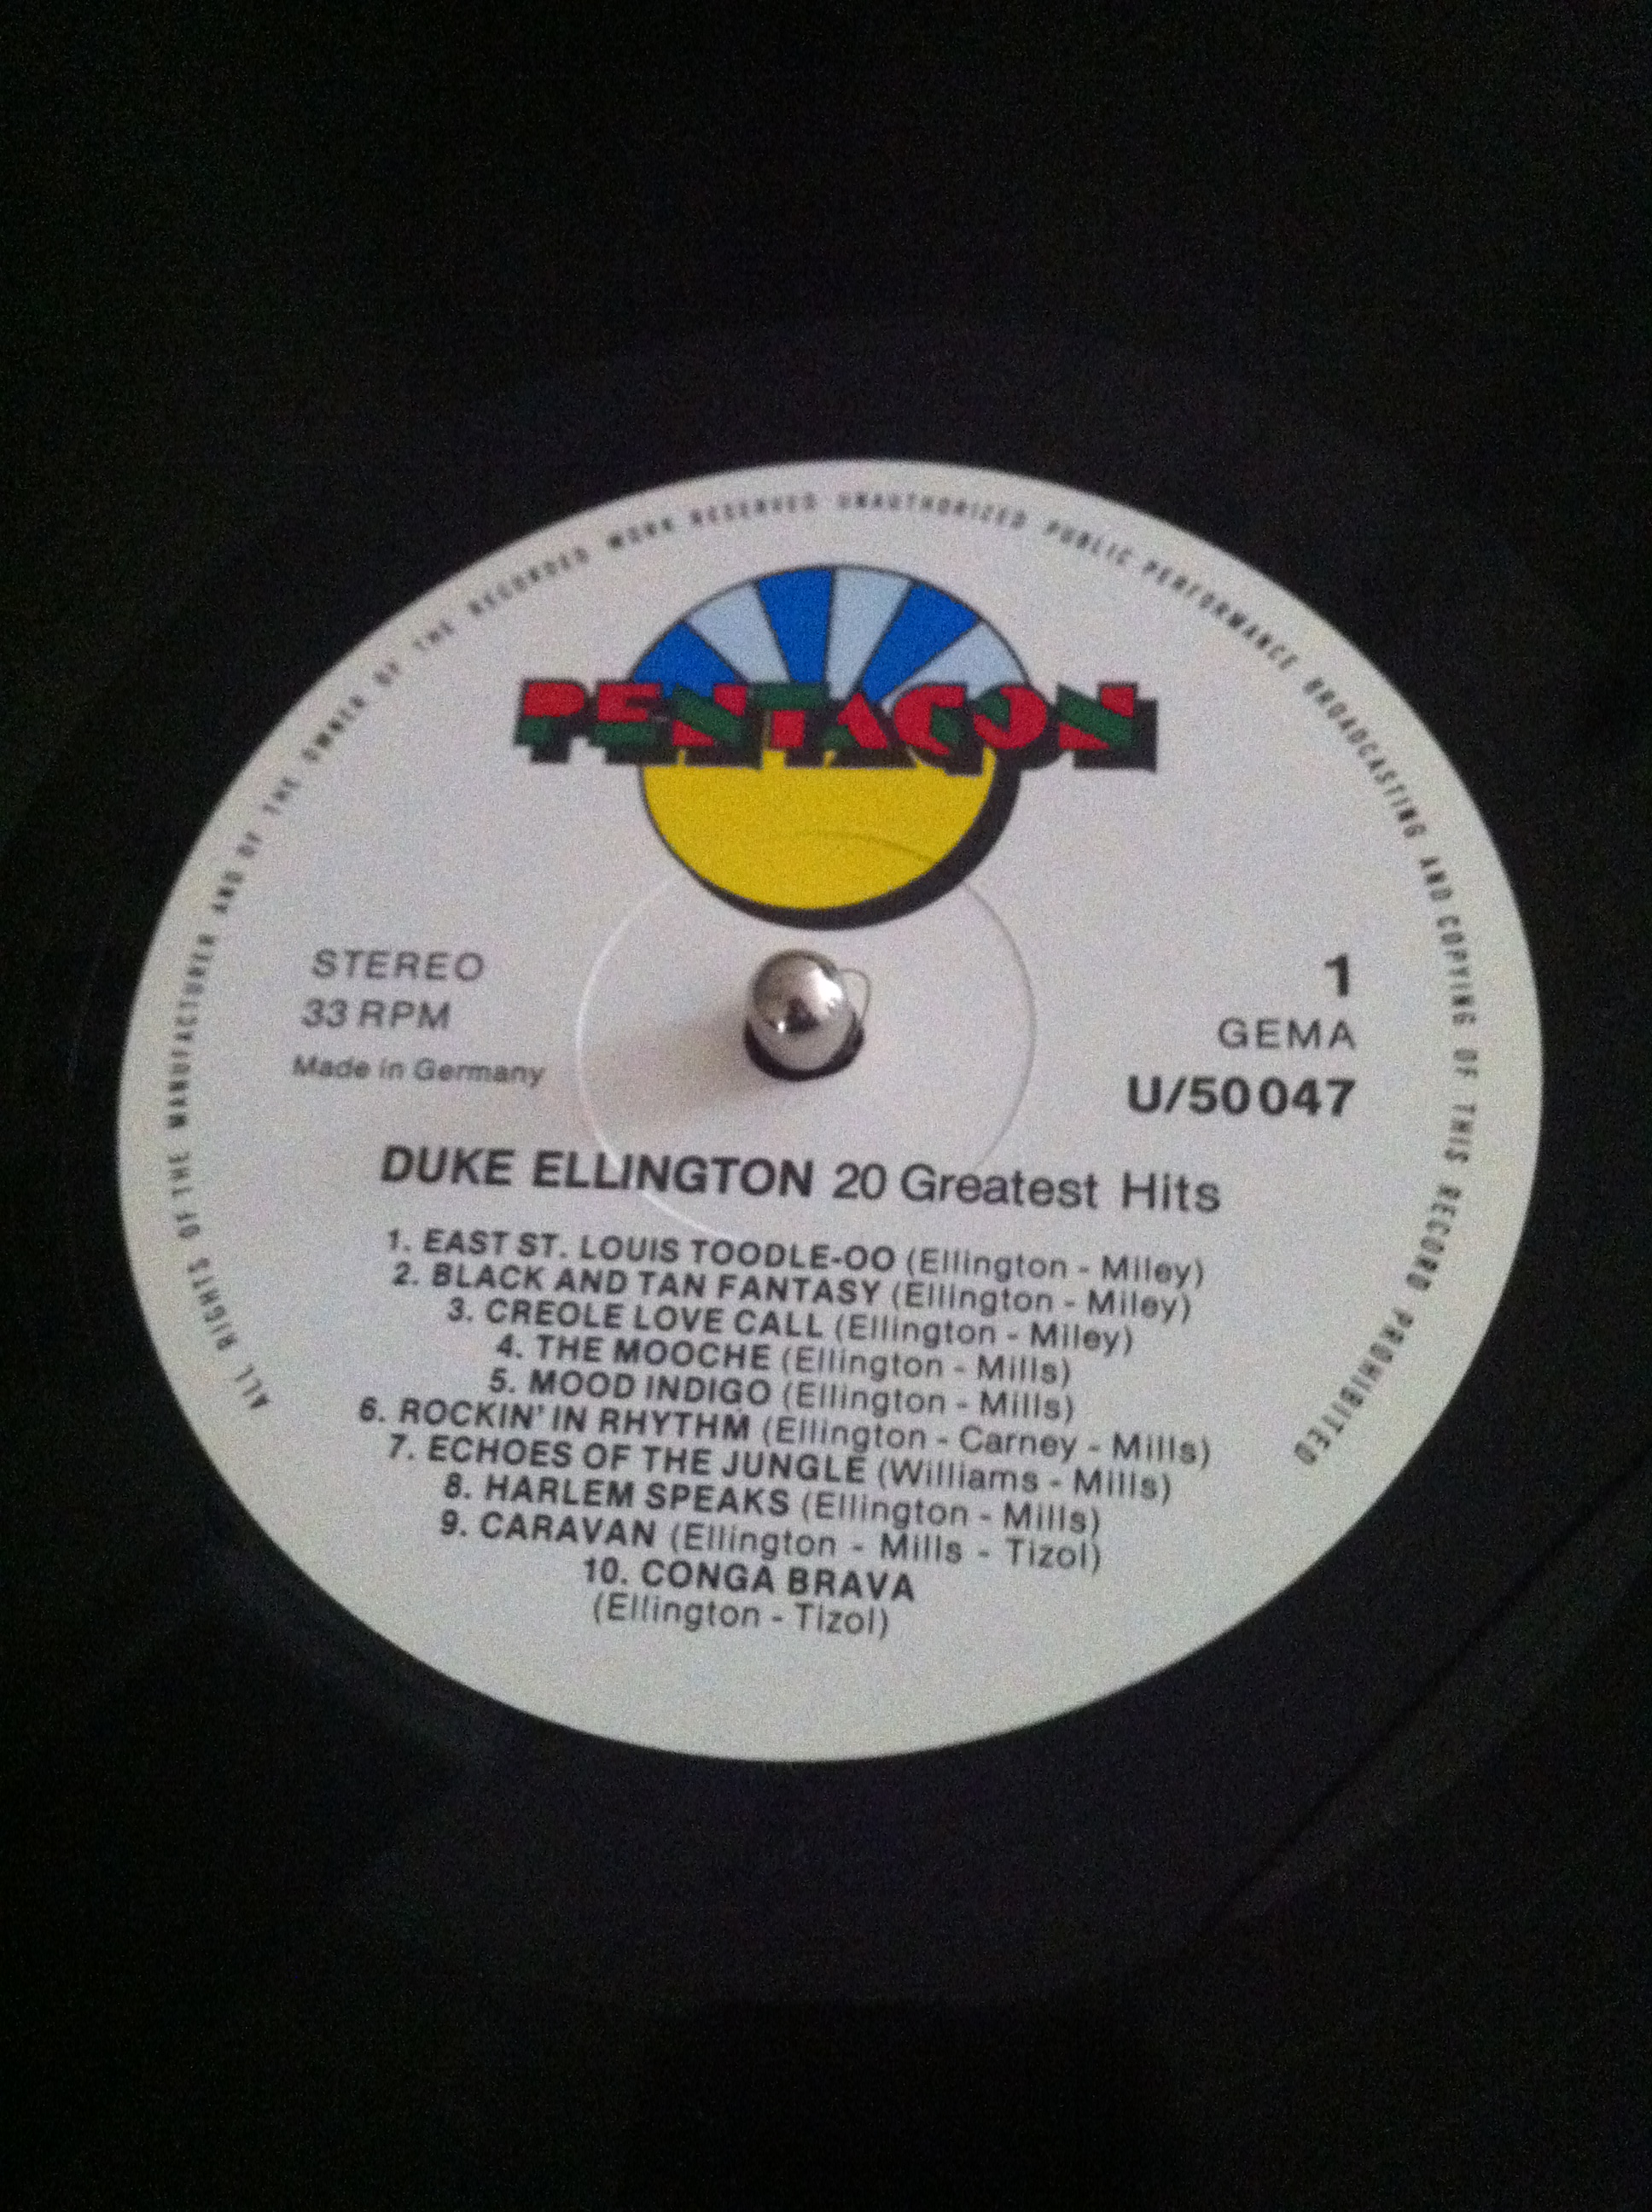 ALL RIGHTS OF THE MANUFACTURER AND OF THE OWNER OF THE RECORDED WORK RESERVED UNAUTHORIZED PUBLIC PERFORMANCE BROADCASTING AND COPYING OF THIS RECORD PROHIBITED
PENTAGON
STEREO
33 RPM
Made in Germany
1
GEMA
U/50 047
DUKE ELLINGTON 20 Greatest Hits
1. EAST ST. LOUIS TOODLE-OO (Ellington - Miley)
2. BLACK AND TAN FANTASY (Ellington - Miley)
3. CREOLE LOVE CALL (Ellington - Miley)
4. THE MOOCHE (Ellington - Mills)
5. MOOD INDIGO (Ellington - Mills)
6. ROCKIN' IN RHYTHM (Ellington - Carney - Mills)
7. ECHOES OF THE JUNGLE (Williams - Mills)
8. HARLEM SPEAKS (Ellington - Mills)
9. CARAVAN (Ellington - Mills - Tizol)
10. CONGA BRAVA
(Ellington - Tizol)